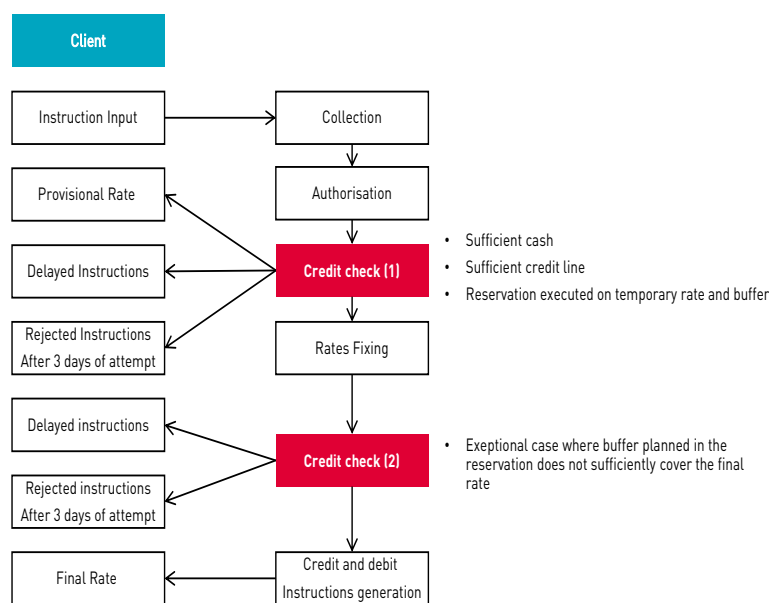 Client
Instruction Input
Collection
Provisional Rate
Authorisation
Delayed Instructions
Credit check (1)
• Sufficient cash
• Sufficient credit line
• Reservation executed on temporary rate and buffer
Rejected Instructions
After 3 days of attempt
Rates Fixing
Delayed instructions
Credit check (2)
• Exeptional case where buffer planned in the
reservation does not sufficiently cover the final
rate
Rejected instructions
After 3 days of attempt
Final Rate
Credit and debit
Instructions generation